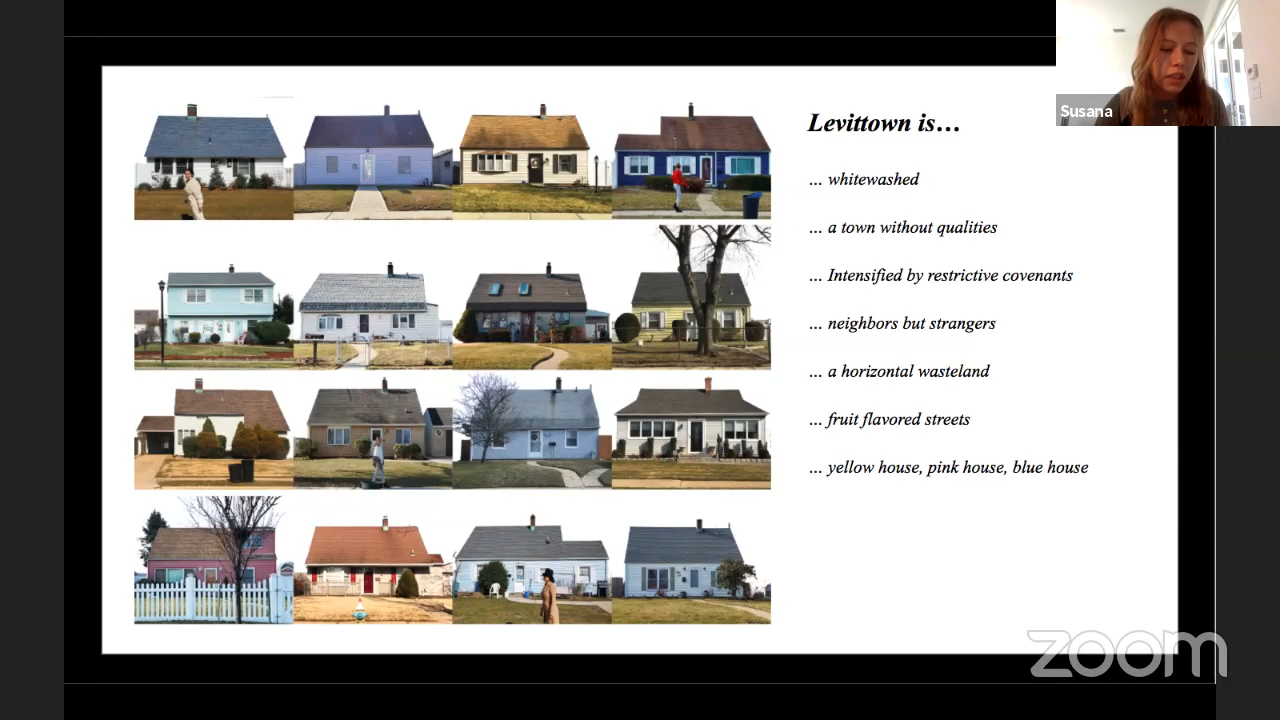 Susana
Levittown is…
… whitewashed
… a town without qualities
… Intensified by restrictive covenants
… neighbors but strangers
… a horizontal wasteland
… fruit flavored streets
… yellow house, pink house, blue house
zoom